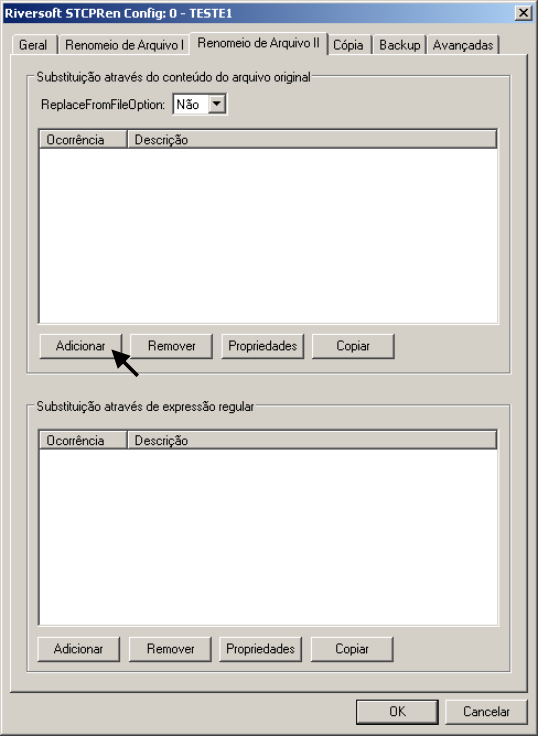 Riversoft STCPRen Config: 0 - TESTE1
Geral Renomeio de Arquivo I Renomeio de Arquivo II Cópia Backup Avançadas
Substituição através do conteúdo do arquivo original
ReplaceFromFileOption: Não
Ocorrência Descrição
Adicionar Remover Propriedades Copiar
Substituição através de expressão regular
Ocorrência Descrição
Adicionar Remover Propriedades Copiar
OK Cancelar